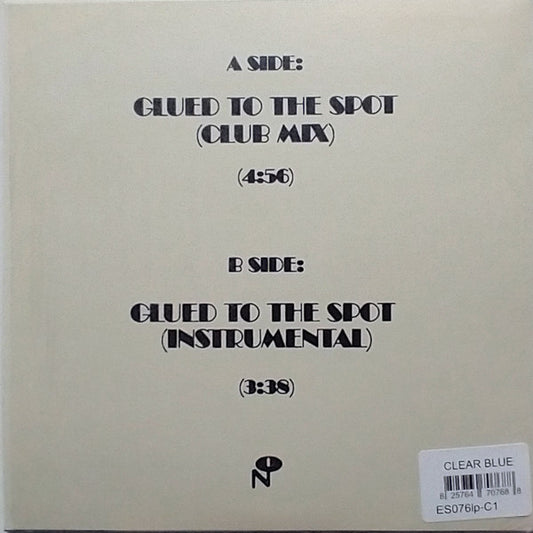 A SIDE:
GLUED TO THE SPOT
(CLUB MIX)
(4:56)
B SIDE:
GLUED TO THE SPOT
(INSTRUMENTAL)
(3:38)
NO
CLEAR BLUE
8 25764 70768 8
ES076lp-C1